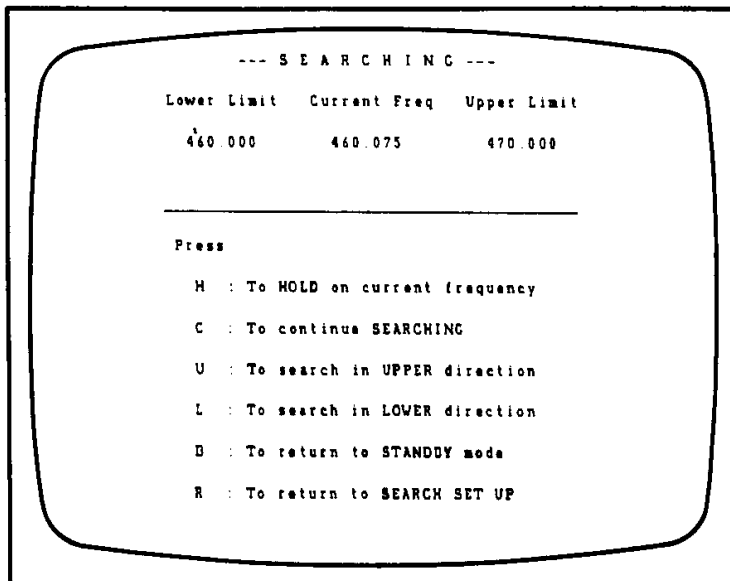 --- S E A R C H I N G ---
Lower Limit Current Freq Upper Limit
460.000 460.075 470.000
Press
H : To HOLD on current frequency
C : To continue SEARCHING
U : To search in UPPER direction
L : To search in LOWER direction
B : To return to STANDBY mode
R : To return to SEARCH SET UP